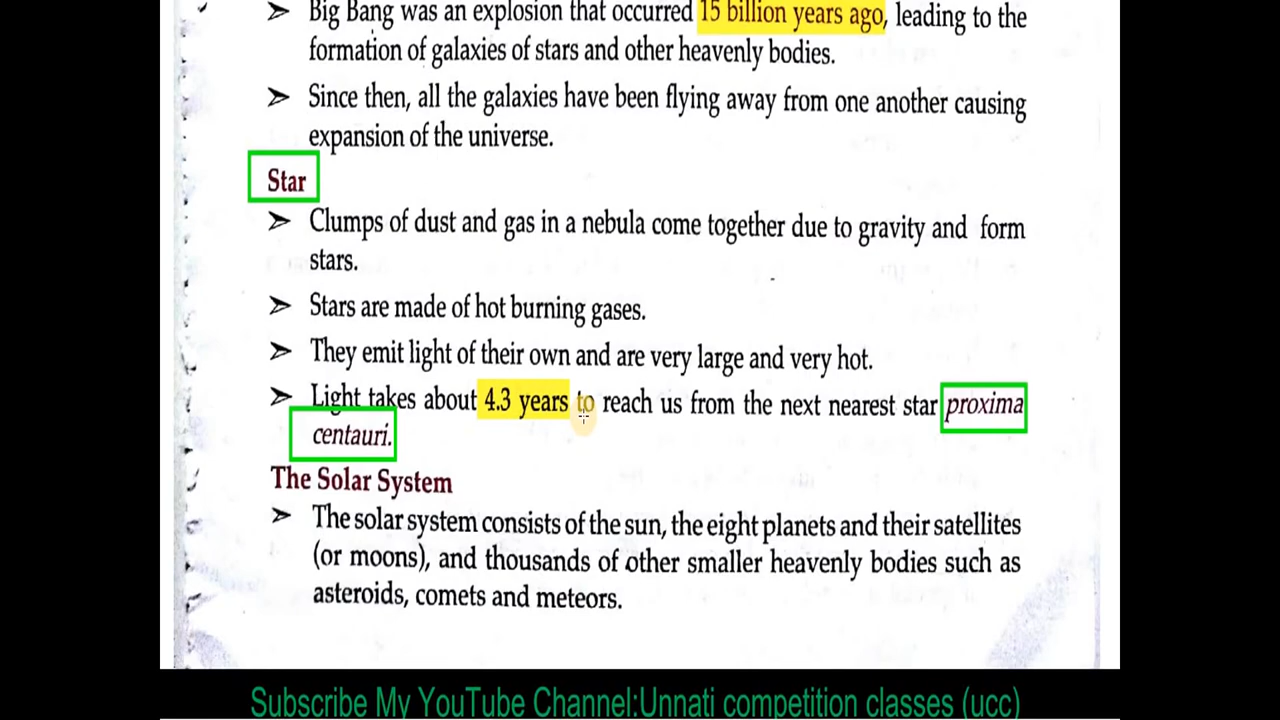 ➢ Big Bang was an explosion that occurred 15 billion years ago, leading to the
formation of galaxies of stars and other heavenly bodies.
➢ Since then, all the galaxies have been flying away from one another causing
expansion of the universe.
Star
➢ Clumps of dust and gas in a nebula come together due to gravity and form
stars.
➢ Stars are made of hot burning gases.
➢ They emit light of their own and are very large and very hot.
➢ Light takes about 4.3 years to reach us from the next nearest star proxima
centauri.
The Solar System
➢ The solar system consists of the sun, the eight planets and their satellites
(or moons), and thousands of other smaller heavenly bodies such as
asteroids, comets and meteors.
Subscribe My YouTube Channel:Unnati competition classes (ucc)